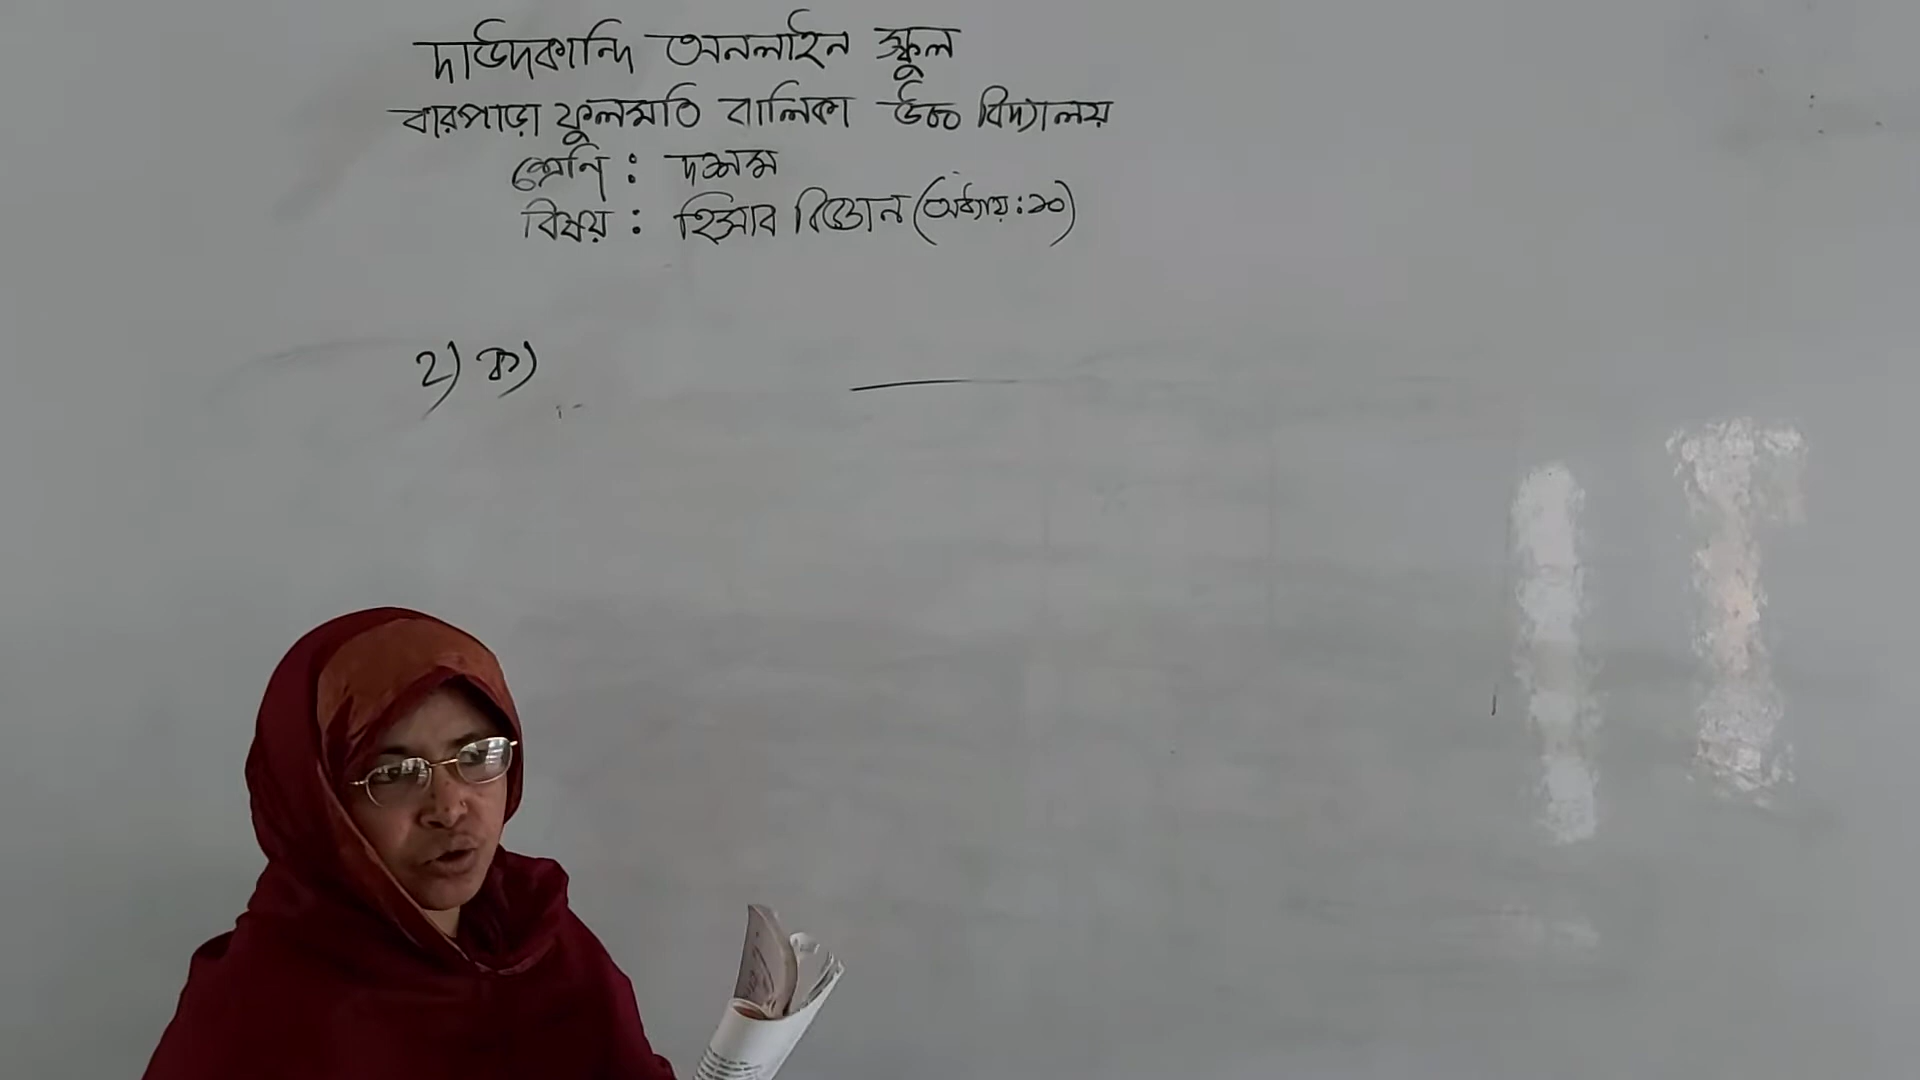 দাউদকান্দি অনলাইন স্কুল
বারপাড়া ফুলমতি বালিকা উচ্চ বিদ্যালয়
শ্রেনি : দশম
বিষয় : হিসাব বিজ্ঞান (অধ্যায় : ১০)
২) ক)